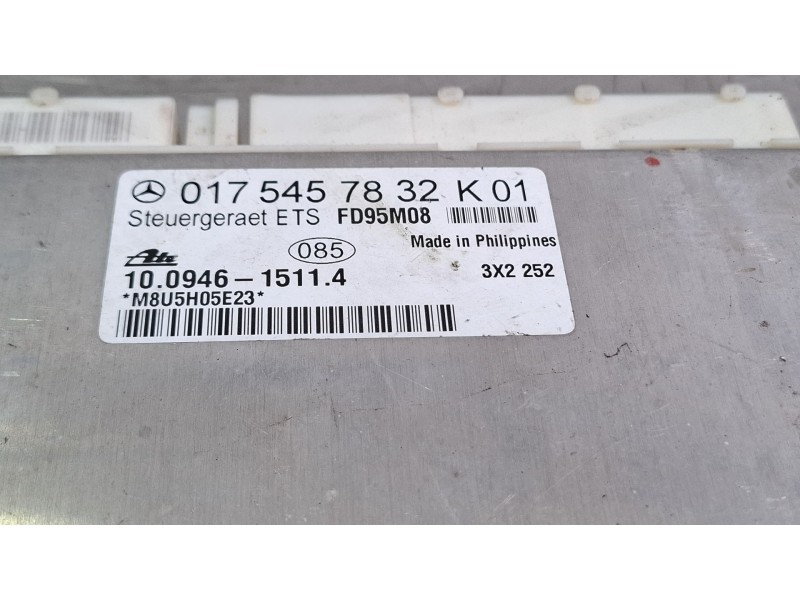 017 545 78 32 K 01
Steuergeraet ETS FD95M08
085 Made in Philippines
Ate
10.0946-1511.4 3X2 252
*M8U5H05E23*